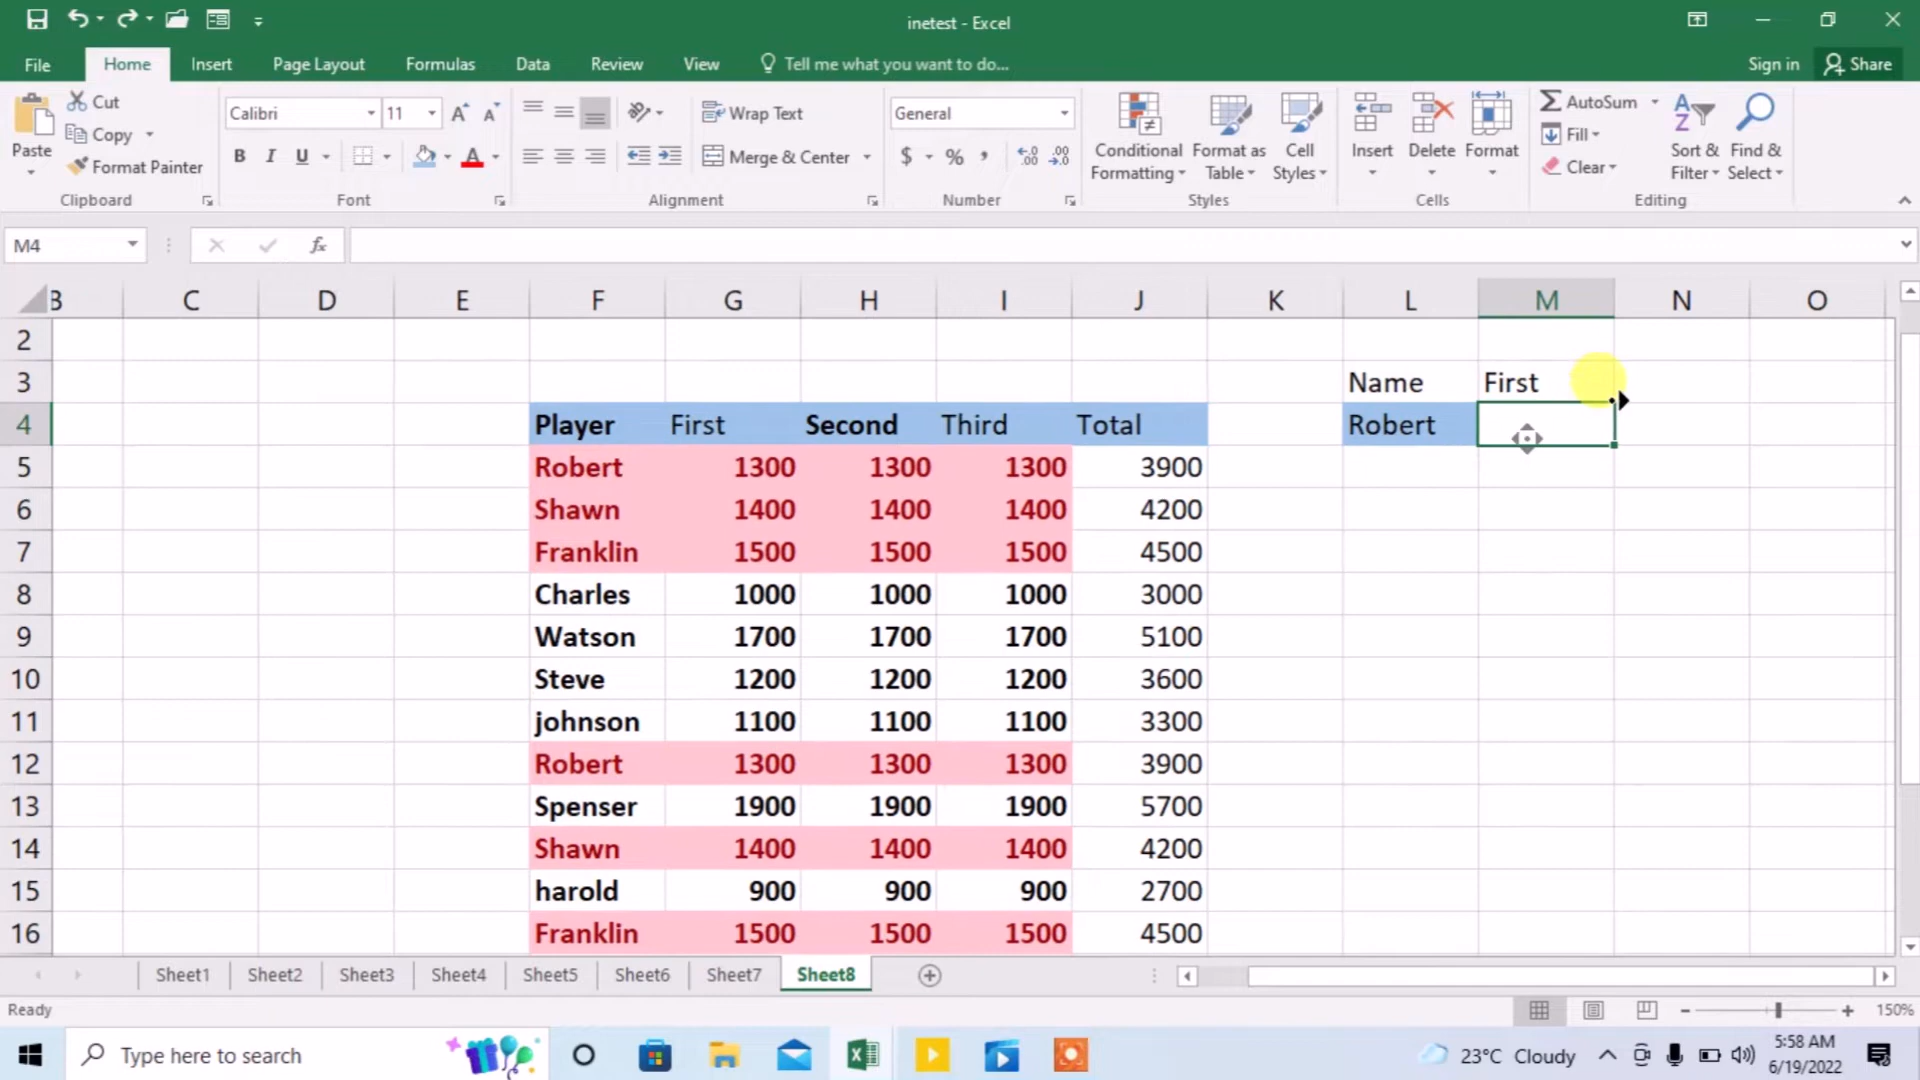 inetest - Excel
File Home Insert Page Layout Formulas Data Review View Tell me what you want to do... Sign in Share
Paste Cut Copy Format Painter
Clipboard
Calibri 11 A A
B I U A
Font
Wrap Text
Merge & Center
Alignment
General
$ %
Number
Conditional Formatting Format as Table Cell Styles
Styles
Insert Delete Format
Cells
AutoSum Fill Clear
Sort & Filter Find & Select
Editing
M4 fx
B C D E F G H I J K L M N O
2
3 Name First
4 Player First Second Third Total Robert
5 Robert 1300 1300 1300 3900
6 Shawn 1400 1400 1400 4200
7 Franklin 1500 1500 1500 4500
8 Charles 1000 1000 1000 3000
9 Watson 1700 1700 1700 5100
10 Steve 1200 1200 1200 3600
11 johnson 1100 1100 1100 3300
12 Robert 1300 1300 1300 3900
13 Spenser 1900 1900 1900 5700
14 Shawn 1400 1400 1400 4200
15 harold 900 900 900 2700
16 Franklin 1500 1500 1500 4500
Sheet1 Sheet2 Sheet3 Sheet4 Sheet5 Sheet6 Sheet7 Sheet8
Ready 150%
Type here to search 23°C Cloudy 5:58 AM
6/19/2022